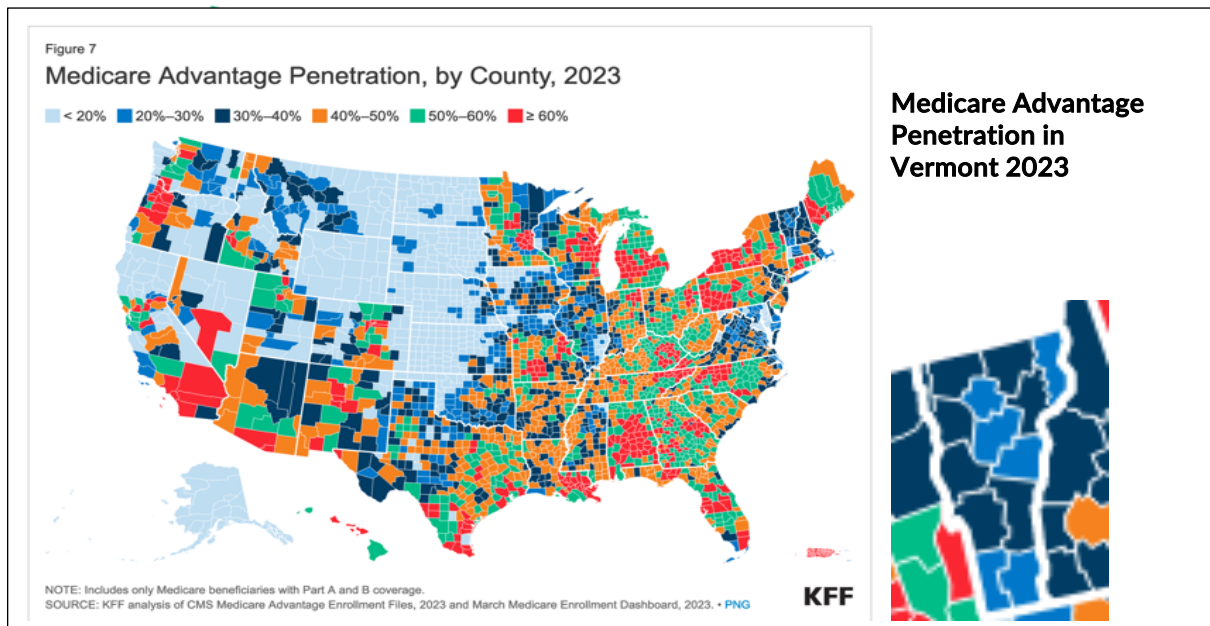 Figure 7
Medicare Advantage Penetration, by County, 2023
< 20% 20%–30% 30%–40% 40%–50% 50%–60% ≥ 60%
NOTE: Includes only Medicare beneficiaries with Part A and B coverage.
SOURCE: KFF analysis of CMS Medicare Advantage Enrollment Files, 2023 and March Medicare Enrollment Dashboard, 2023. • PNG
KFF
Medicare Advantage
Penetration in
Vermont 2023